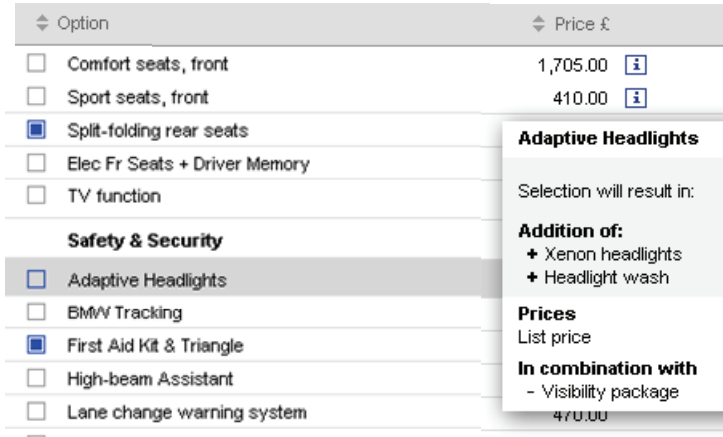 Option Price £
Comfort seats, front 1,705.00 i
Sport seats, front 410.00 i
Split-folding rear seats
Elec Fr Seats + Driver Memory
TV function
Safety & Security
Adaptive Headlights
BMW Tracking
First Aid Kit & Triangle
High-beam Assistant
Lane change warning system 470.00
Adaptive Headlights
Selection will result in:
Addition of:
+ Xenon headlights
+ Headlight wash
Prices
List price
In combination with
– Visibility package